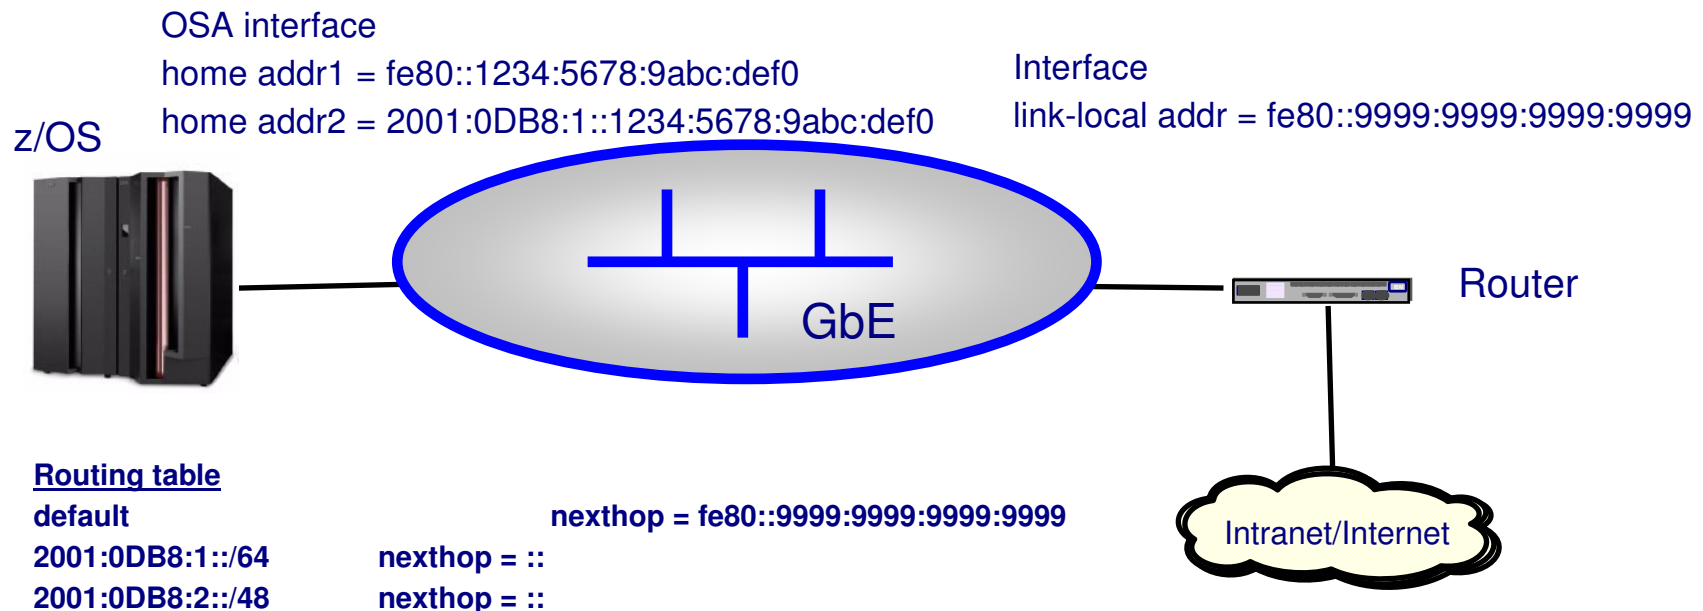 OSA interface
home addr1 = fe80::1234:5678:9abc:def0
home addr2 = 2001:0DB8:1::1234:5678:9abc:def0
Interface
link-local addr = fe80::9999:9999:9999:9999
z/OS
GbE
Router
Intranet/Internet
Routing table
default nexthop = fe80::9999:9999:9999:9999
2001:0DB8:1::/64 nexthop = ::
2001:0DB8:2::/48 nexthop = ::